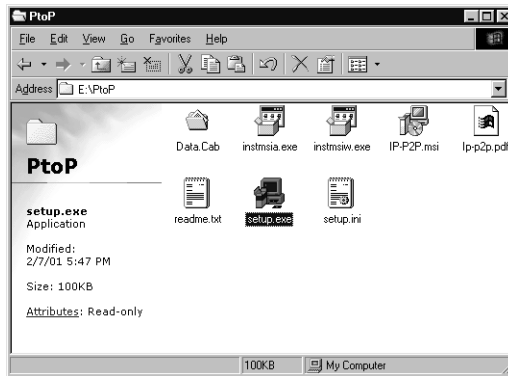 PtoP
File Edit View Go Favorites Help
Address E:\PtoP
PtoP
setup.exe
Application
Modified:
2/7/01 5:47 PM
Size: 100KB
Attributes: Read-only
Data.Cab instmsia.exe instmsiw.exe IP-P2P.msi Ip-p2p.pdf
readme.txt setup.exe setup.ini
100KB My Computer